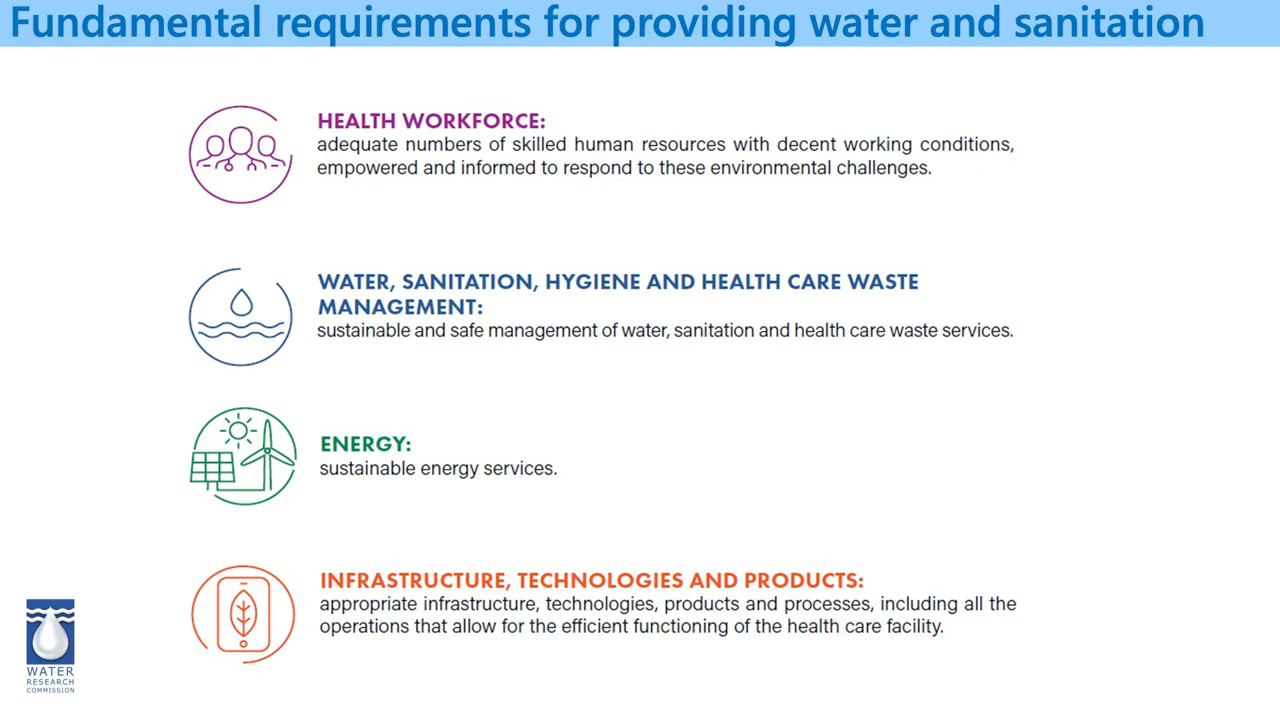 Fundamental requirements for providing water and sanitation
HEALTH WORKFORCE:
adequate numbers of skilled human resources with decent working conditions,
empowered and informed to respond to these environmental challenges.
WATER, SANITATION, HYGIENE AND HEALTH CARE WASTE
MANAGEMENT:
sustainable and safe management of water, sanitation and health care waste services.
ENERGY:
sustainable energy services.
INFRASTRUCTURE, TECHNOLOGIES AND PRODUCTS:
appropriate infrastructure, technologies, products and processes, including all the
operations that allow for the efficient functioning of the health care facility.
WATER
RESEARCH
COMMISSION